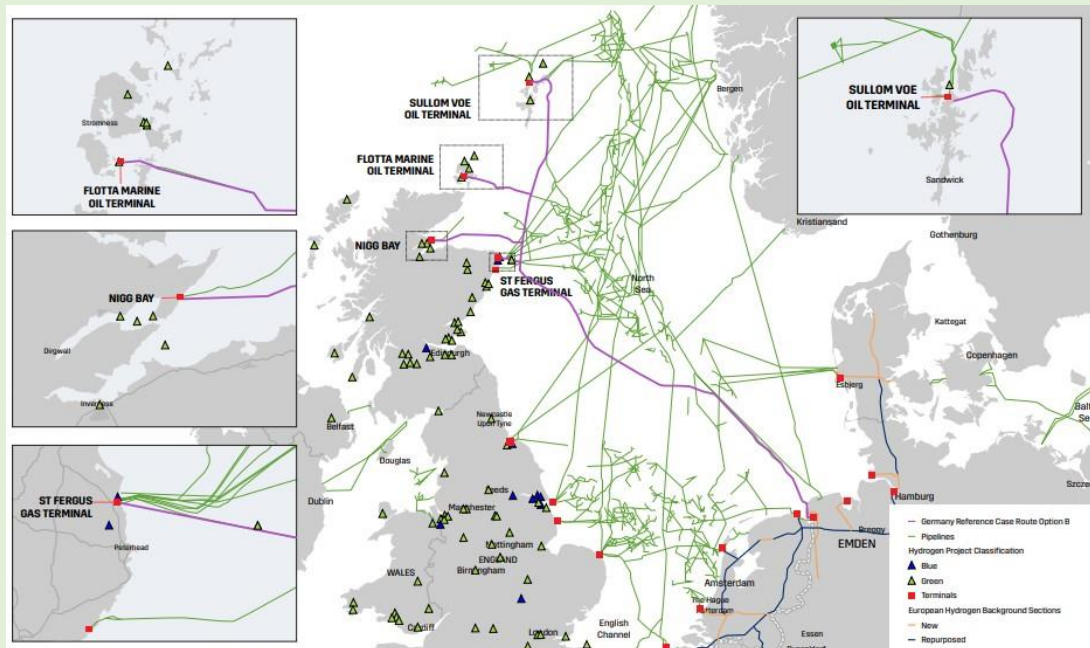 Stromness
FLOTTA MARINE
OIL TERMINAL
NIGG BAY
Dingwall
Inverness
ST FERGUS
GAS TERMINAL
Peterhead
SULLOM VOE
OIL TERMINAL
FLOTTA MARINE
OIL TERMINAL
NIGG BAY
ST FERGUS
GAS TERMINAL
Bergen
SULLOM VOE
OIL TERMINAL
Sandwick
Kristiansand
Gothenburg
North
Sea
Kattegat
Copenhagen
Esbjerg
Edinburgh
Newcastle
Upon Tyne
Belfast
Douglas
Dublin
Leeds
Manchester
Nottingham
ENGLAND
Birmingham
WALES
Cardiff
London
English
Channel
Amsterdam
The Hague
Rotterdam
Hamburg
EMDEN
Essen
Germany Reference Case Route Option B
Pipelines
Hydrogen Project Classification
Blue
Green
Terminals
European Hydrogen Background Sections
New
Repurposed